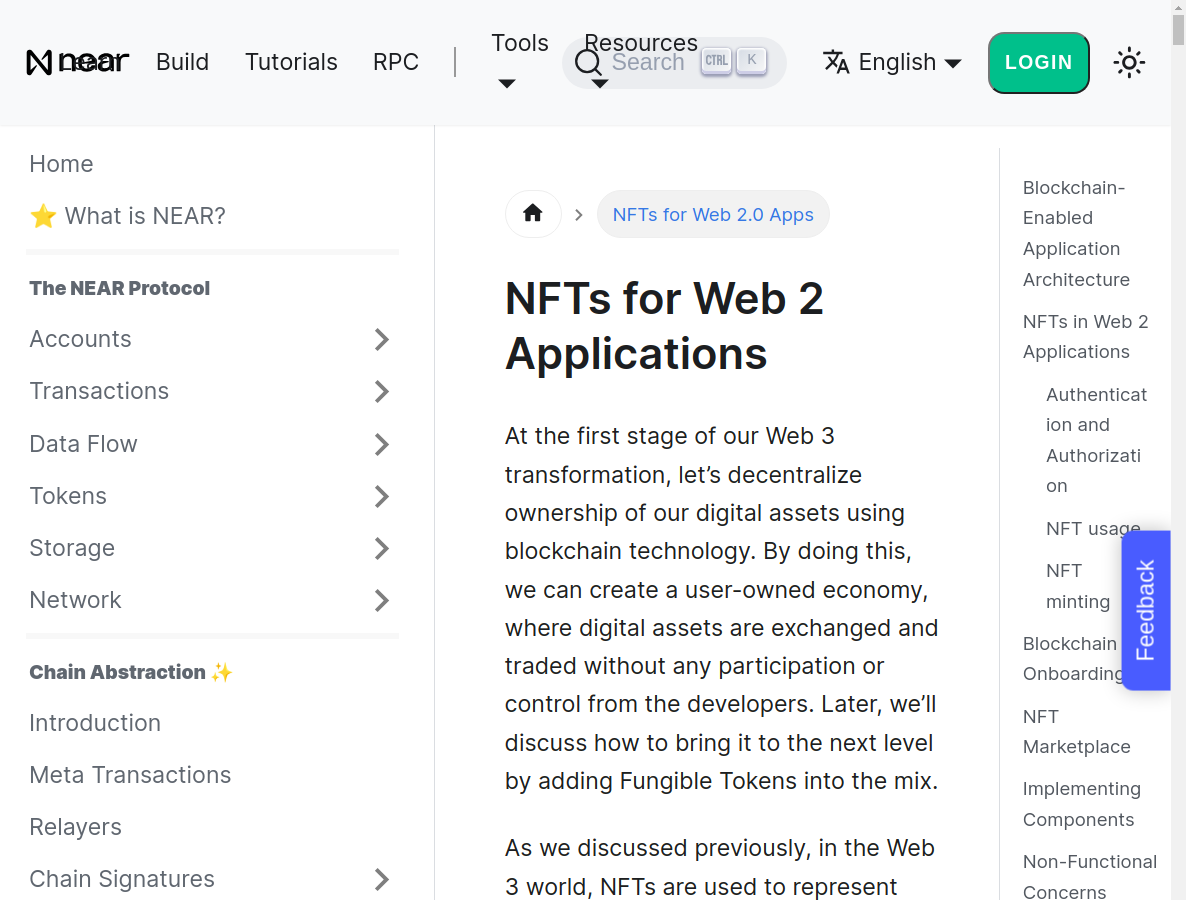 near
Learn
Build
Tutorials
RPC
Tools
Resources
Search
CTRL
K
English
LOGIN
Home
⭐ What is NEAR?
The NEAR Protocol
Accounts
Transactions
Data Flow
Tokens
Storage
Network
Chain Abstraction ✨
Introduction
Meta Transactions
Relayers
Chain Signatures
NFTs for Web 2.0 Apps
NFTs for Web 2
Applications
At the first stage of our Web 3
transformation, let’s decentralize
ownership of our digital assets using
blockchain technology. By doing this,
we can create a user-owned economy,
where digital assets are exchanged and
traded without any participation or
control from the developers. Later, we’ll
discuss how to bring it to the next level
by adding Fungible Tokens into the mix.
As we discussed previously, in the Web
3 world, NFTs are used to represent
Blockchain-
Enabled
Application
Architecture
NFTs in Web 2
Applications
Authenticat
ion and
Authorizati
on
NFT usage
NFT
minting
Blockchain
Onboarding
NFT
Marketplace
Implementing
Components
Non-Functional
Concerns
Feedback